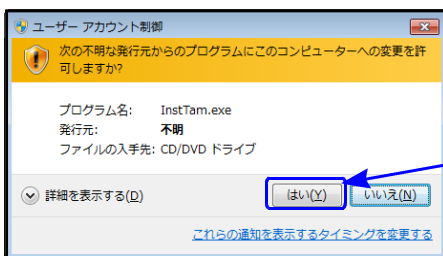 ユーザー アカウント制御
次の不明な発行元からのプログラムにこのコンピューターへの変更を許
可しますか?
プログラム名: InstTam.exe
発行元: 不明
ファイルの入手先: CD/DVD ドライブ
詳細を表示する(D) はい(Y) いいえ(N)
これらの通知を表示するタイミングを変更する